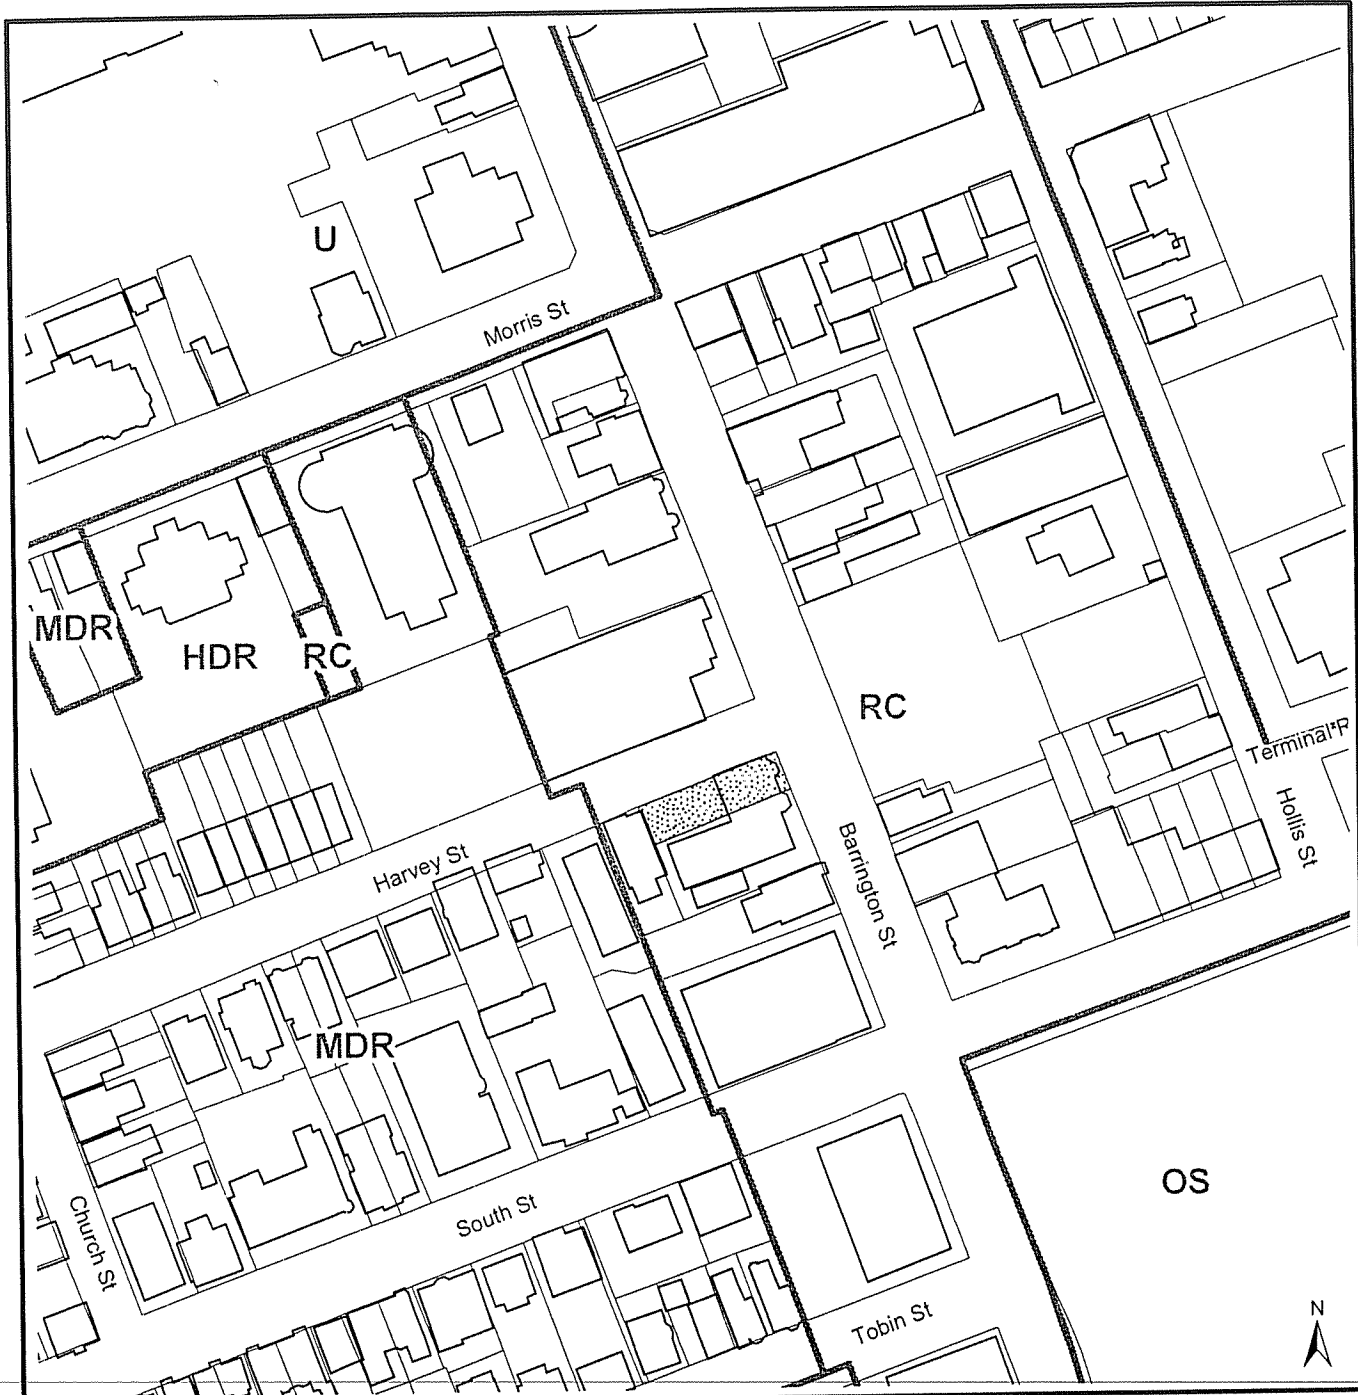 U
Morris St
MDR
HDR
RC
RC
Terminal
Hollis St
Harvey St
Barrington St
MDR
OS
South St
Church St
Tobin St
N